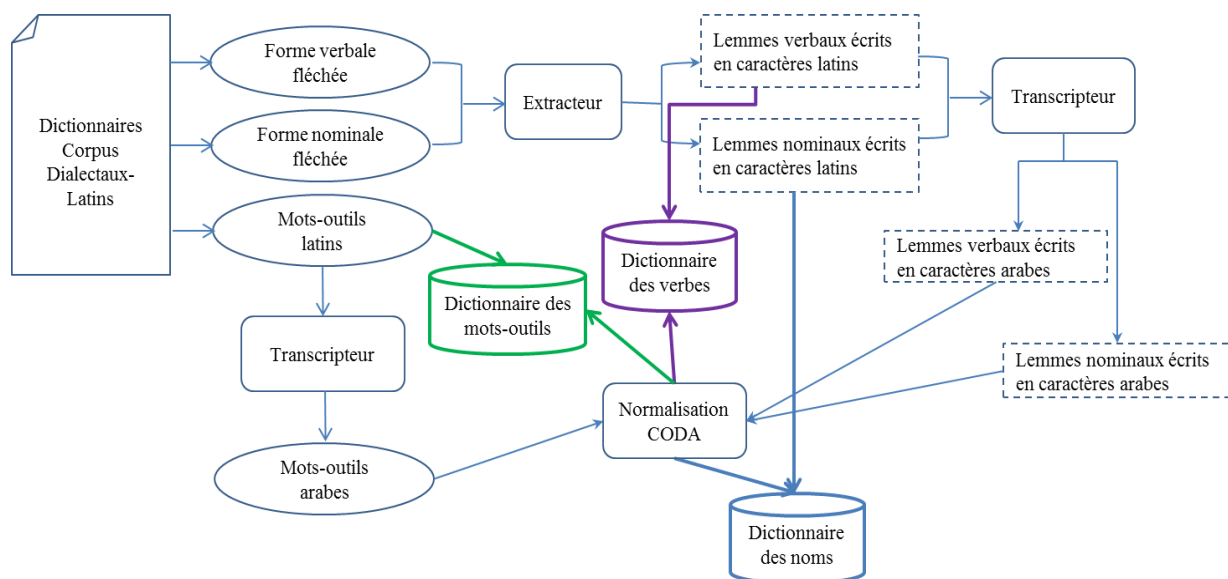 Forme verbale
fléchée
Lemmes verbaux écrits
en caractères latins
Extracteur
Transcripteur
Dictionnaires
Corpus
Dialectaux-
Latins
Forme nominale
fléchée
Lemmes nominaux écrits
en caractères latins
Mots-outils
latins
Lemmes verbaux écrits
en caractères arabes
Dictionnaire
des verbes
Dictionnaire des
mots-outils
Transcripteur
Lemmes nominaux écrits
en caractères arabes
Normalisation
CODA
Mots-outils
arabes
Dictionnaire
des noms